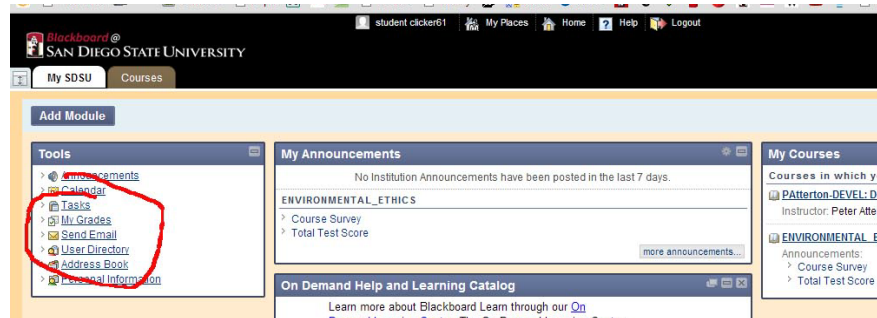 student clicker61 My Places Home ? Help Logout
Blackboard @
SAN DIEGO STATE UNIVERSITY
My SDSU Courses
Add Module
Tools
Announcements
Calendar
Tasks
My Grades
Send Email
User Directory
Address Book
Personal Information
My Announcements
No Institution Announcements have been posted in the last 7 days.
ENVIRONMENTAL_ETHICS
Course Survey
Total Test Score
more announcements...
On Demand Help and Learning Catalog
Learn more about Blackboard Learn through our On
My Courses
Courses in which y
PAtterton-DEVEL: D
Instructor: Peter Atte
ENVIRONMENTAL_E
Announcements:
Course Survey
Total Test Score